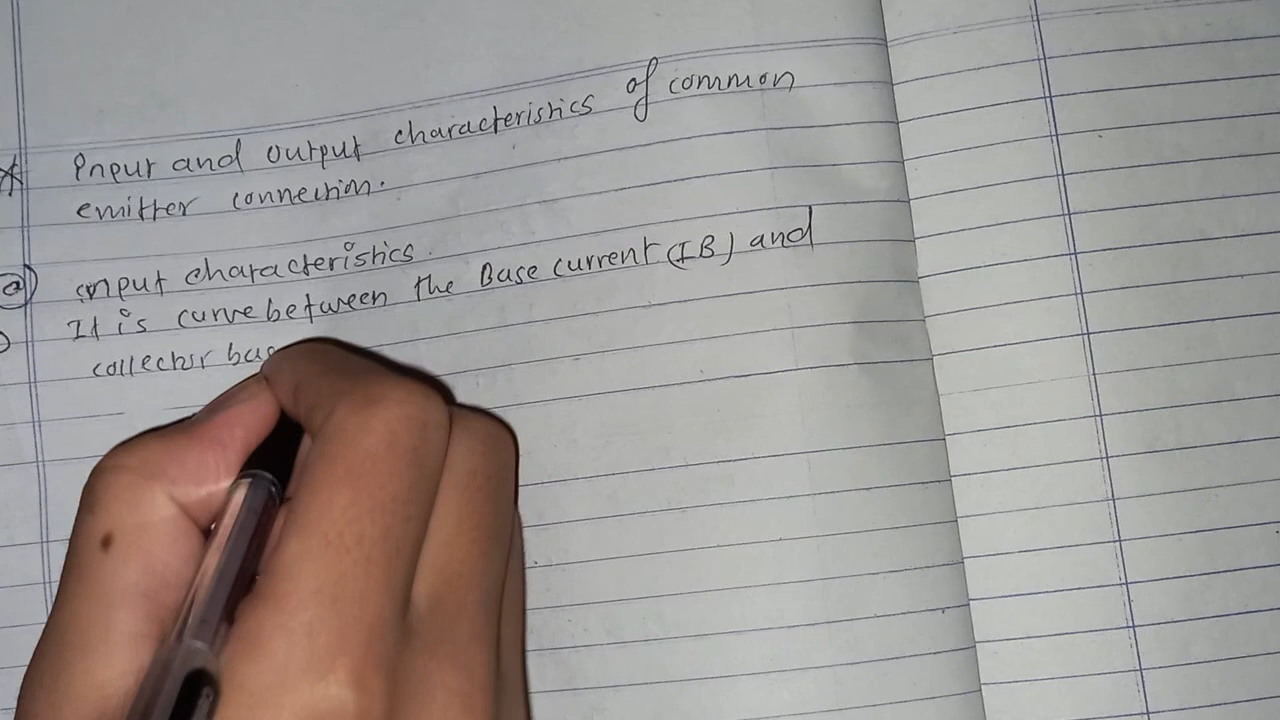 * Input and output characteristics of common
emitter connection.
(a) input characteristics.
It is curve between the Base current (IB) and
collector bas